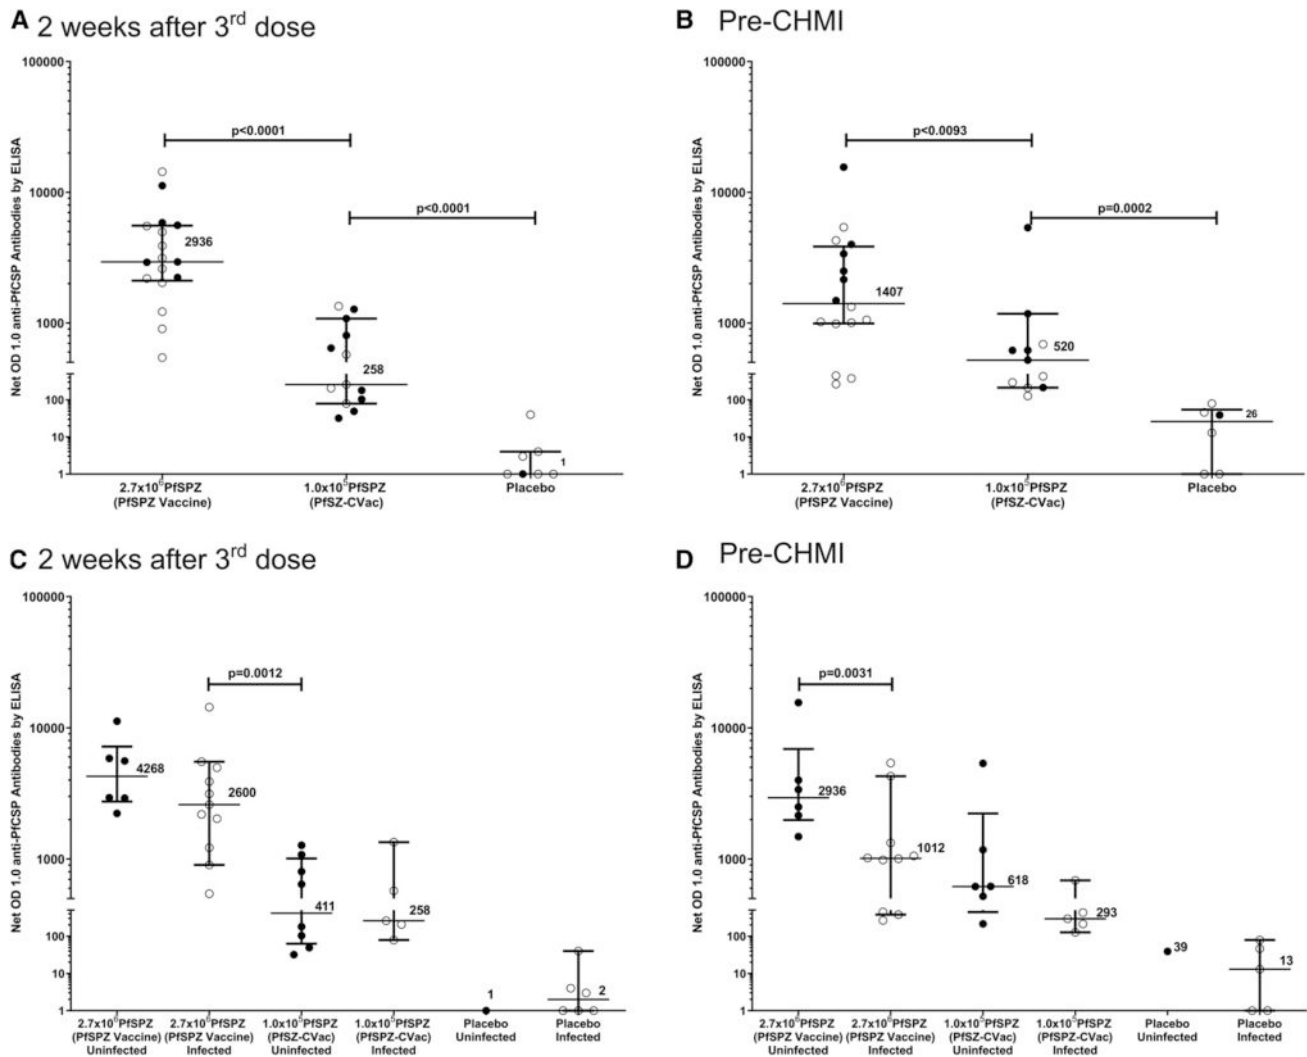 A 2 weeks after 3rd dose
Net OD 1.0 anti-PfCSP Antibodies by ELISA
100000
10000
1000
100
10
1
p<0.0001
p<0.0001
2936
258
1
2.7x10⁶PfSPZ
(PfSPZ Vaccine)
1.0x10⁵PfSPZ
(PfSZ-CVac)
Placebo
B Pre-CHMI
Net OD 1.0 anti-PfCSP Antibodies by ELISA
100000
10000
1000
100
10
1
p<0.0093
p=0.0002
1407
520
26
2.7x10⁶PfSPZ
(PfSPZ Vaccine)
1.0x10⁵PfSPZ
(PfSZ-CVac)
Placebo
C 2 weeks after 3rd dose
Net OD 1.0 anti-PfCSP Antibodies by ELISA
100000
10000
1000
100
10
1
p=0.0012
4268
2600
411
258
1
2
2.7x10⁶PfSPZ
(PfSPZ Vaccine)
Uninfected
2.7x10⁶PfSPZ
(PfSPZ Vaccine)
Infected
1.0x10⁵PfSPZ
(PfSZ-CVac)
Uninfected
1.0x10⁵PfSPZ
(PfSPZ-CVac)
Infected
Placebo
Uninfected
Placebo
Infected
D Pre-CHMI
Net OD 1.0 anti-PfCSP Antibodies by ELISA
100000
10000
1000
100
10
1
p=0.0031
2936
1012
618
293
39
13
2.7x10⁶PfSPZ
(PfSPZ Vaccine)
Uninfected
2.7x10⁶PfSPZ
(PfSPZ Vaccine)
Infected
1.0x10⁵PfSPZ
(PfSZ-CVac)
Uninfected
1.0x10⁵PfSPZ
(PfSPZ-CVac)
Infected
Placebo
Uninfected
Placebo
Infected